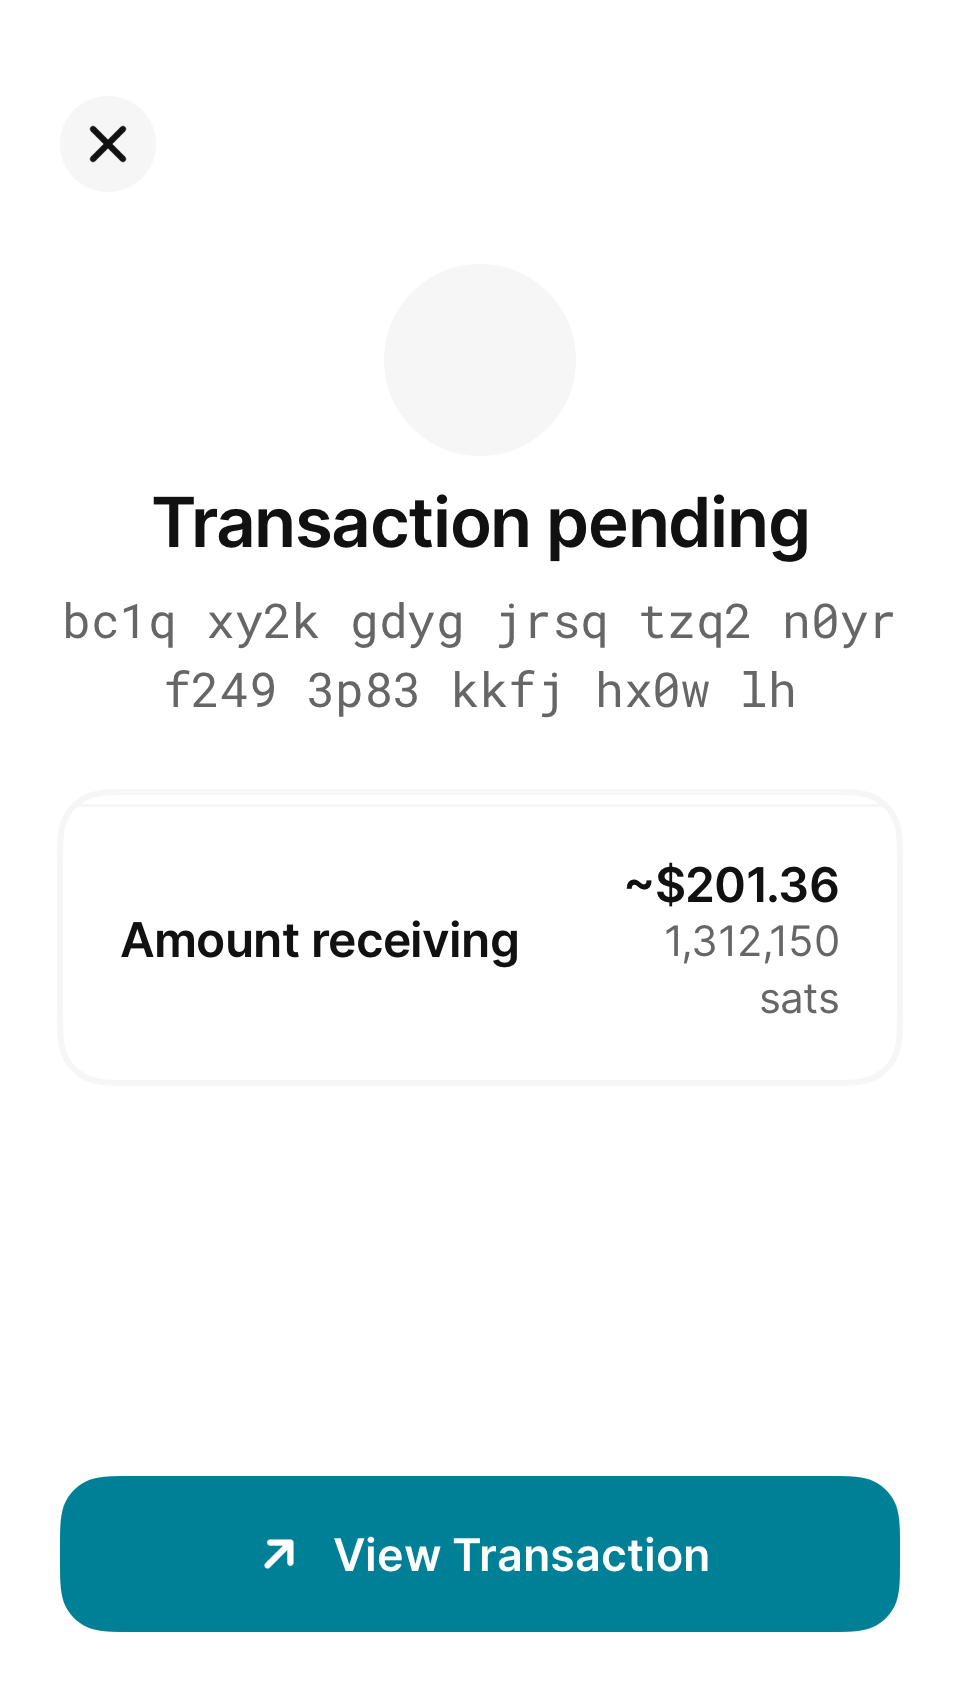 Transaction pending
bc1q xy2k gdyg jrsq tzq2 n0yr
f249 3p83 kkfj hx0w lh
~$201.36
Amount receiving
1,312,150
sats
View Transaction